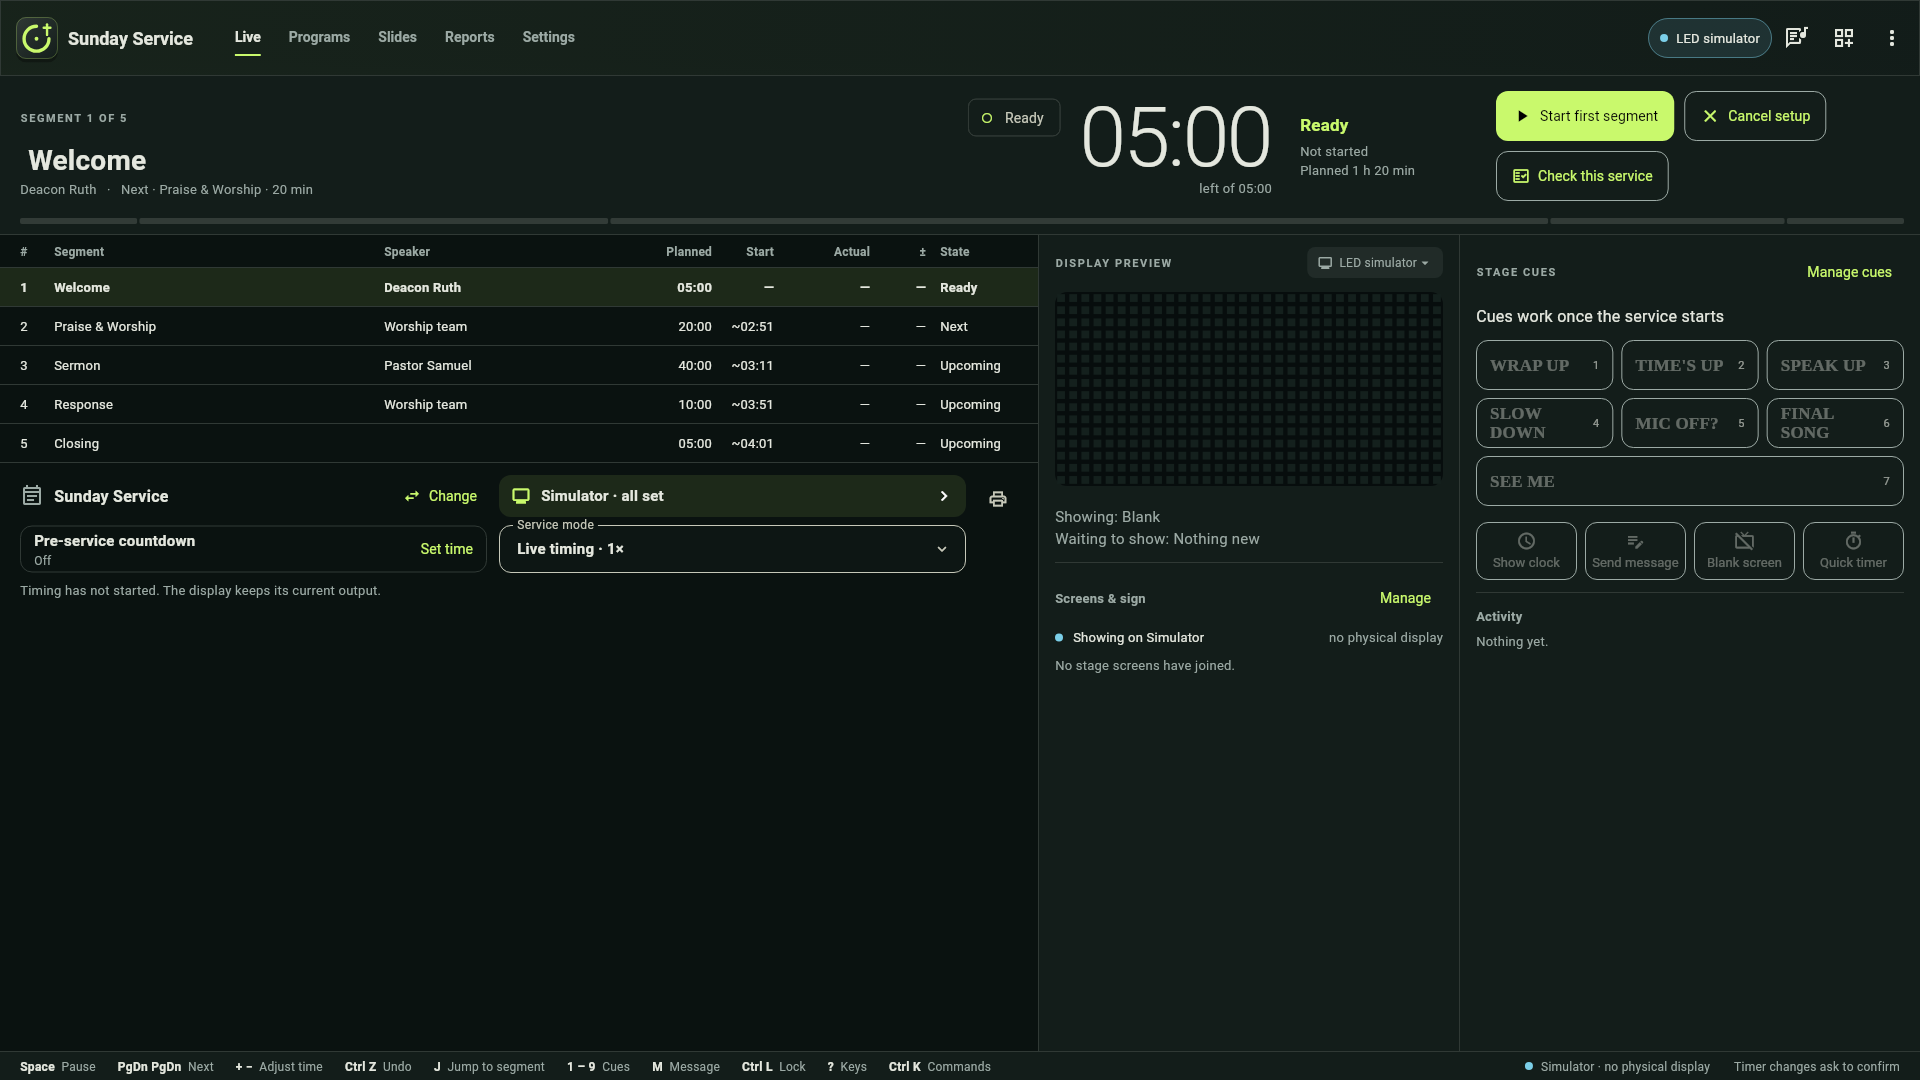 Sunday Service
Live Programs Slides Reports Settings
LED simulator
SEGMENT 1 OF 5
Welcome
Deacon Ruth · Next · Praise & Worship · 20 min
Ready
05:00
left of 05:00
Ready
Not started
Planned 1 h 20 min
Start first segment
Cancel setup
Check this service
# Segment Speaker Planned Start Actual ± State
1 Welcome Deacon Ruth 05:00 — — — Ready
2 Praise & Worship Worship team 20:00 ~02:51 — — Next
3 Sermon Pastor Samuel 40:00 ~03:11 — — Upcoming
4 Response Worship team 10:00 ~03:51 — — Upcoming
5 Closing 05:00 ~04:01 — — Upcoming
Sunday Service Change
Simulator · all set
Pre-service countdown
Off
Set time
Service mode
Live timing · 1×
Timing has not started. The display keeps its current output.
DISPLAY PREVIEW
LED simulator
Showing: Blank
Waiting to show: Nothing new
Screens & sign Manage
Showing on Simulator no physical display
No stage screens have joined.
STAGE CUES Manage cues
Cues work once the service starts
WRAP UP 1 TIME'S UP 2 SPEAK UP 3
SLOW DOWN 4 MIC OFF? 5 FINAL SONG 6
SEE ME 7
Show clock Send message Blank screen Quick timer
Activity
Nothing yet.
Space Pause PgDn PgDn Next + − Adjust time Ctrl Z Undo J Jump to segment 1 – 9 Cues M Message Ctrl L Lock ? Keys Ctrl K Commands
Simulator · no physical display Timer changes ask to confirm